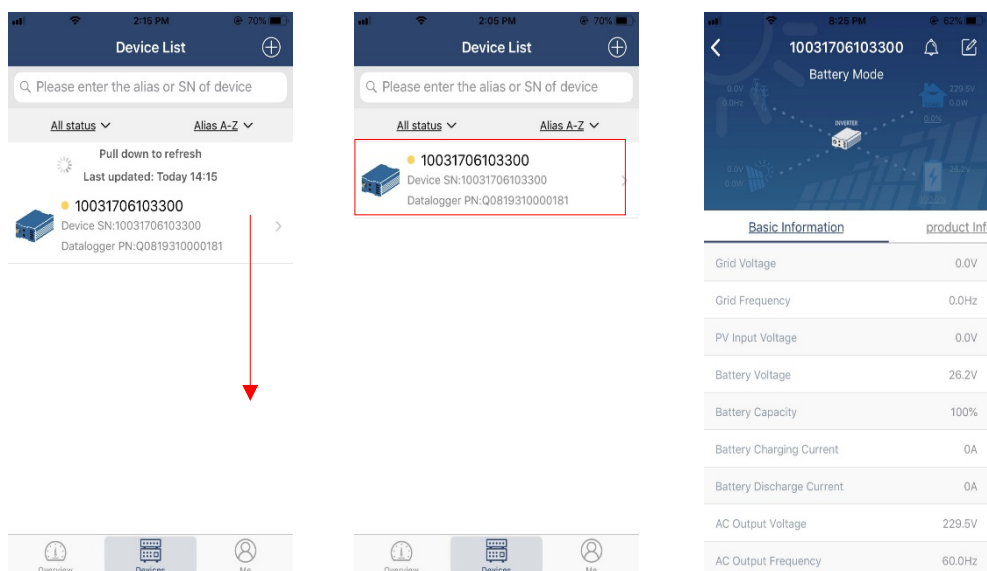 2:15 PM
70%
Device List
Please enter the alias or SN of device
All status
Alias A-Z
Pull down to refresh
Last updated: Today 14:15
10031706103300
Device SN:10031706103300
Datalogger PN:Q0819310000181
Overview
Devices
Me
2:05 PM
70%
Device List
Please enter the alias or SN of device
All status
Alias A-Z
10031706103300
Device SN:10031706103300
Datalogger PN:Q0819310000181
Overview
Devices
Me
8:25 PM
62%
10031706103300
Battery Mode
0.0V
0.0Hz
229.5V
0.0W
0.0%
INVERTER
0.0V
0.0W
26.2V
Basic Information
product Inf
Grid Voltage 0.0V
Grid Frequency 0.0Hz
PV Input Voltage 0.0V
Battery Voltage 26.2V
Battery Capacity 100%
Battery Charging Current 0A
Battery Discharge Current 0A
AC Output Voltage 229.5V
AC Output Frequency 60.0Hz